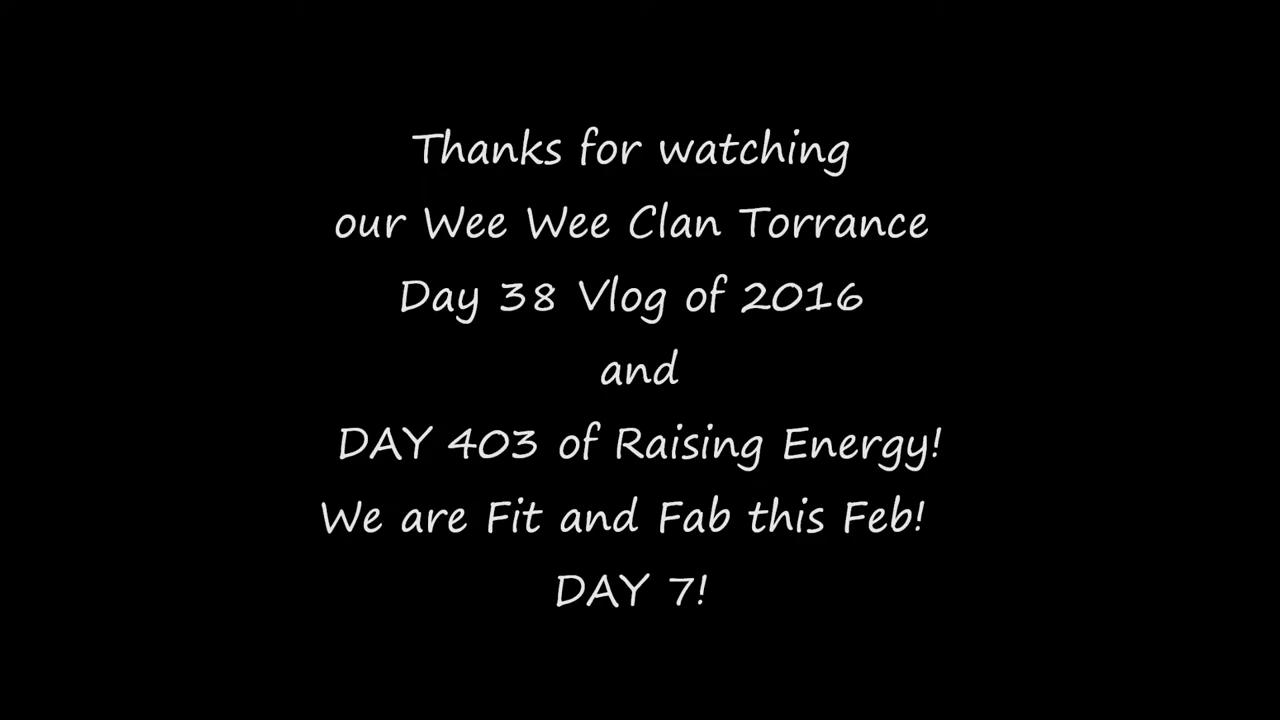 Thanks for watching
our Wee Wee Clan Torrance
Day 38 Vlog of 2016
and
DAY 403 of Raising Energy!
We are Fit and Fab this Feb!
DAY 7!